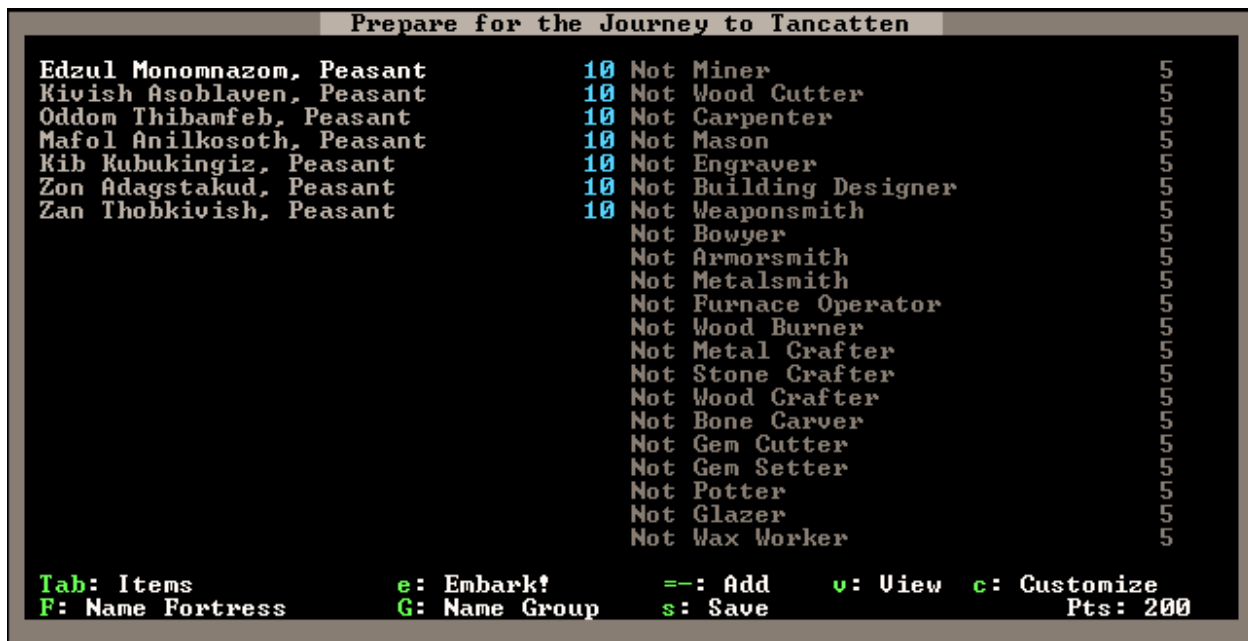 Prepare for the Journey to Tancatten
Edzul Monomnazom, Peasant 10 Not Miner 5
Kivish Asoblaven, Peasant 10 Not Wood Cutter 5
Oddom Thibamfeb, Peasant 10 Not Carpenter 5
Mafol Anilkosoth, Peasant 10 Not Mason 5
Kib Kubukingiz, Peasant 10 Not Engraver 5
Zon Adagstakud, Peasant 10 Not Building Designer 5
Zan Thobkivish, Peasant 10 Not Weaponsmith 5
Not Bowyer 5
Not Armorsmith 5
Not Metalsmith 5
Not Furnace Operator 5
Not Wood Burner 5
Not Metal Crafter 5
Not Stone Crafter 5
Not Wood Crafter 5
Not Bone Carver 5
Not Gem Cutter 5
Not Gem Setter 5
Not Potter 5
Not Glazer 5
Not Wax Worker 5
Tab: Items e: Embark! =-: Add v: View c: Customize
F: Name Fortress G: Name Group s: Save Pts: 200